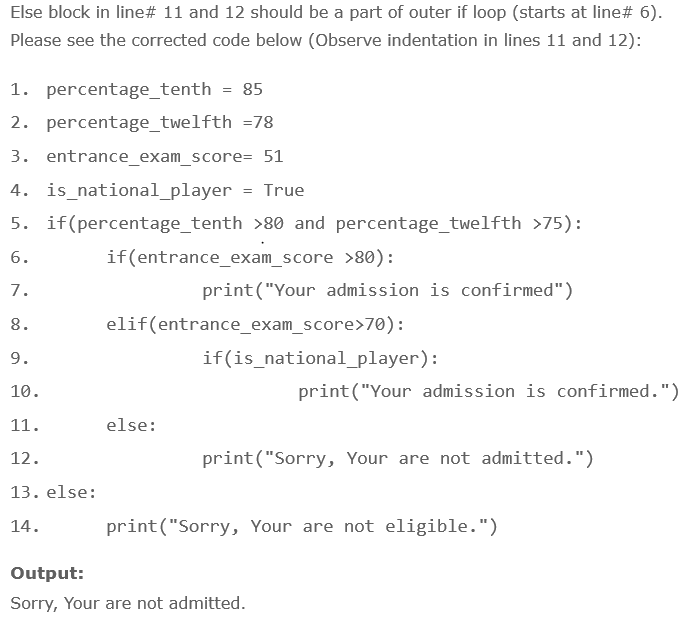 Else block in line# 11 and 12 should be a part of outer if loop (starts at line# 6).
Please see the corrected code below (Observe indentation in lines 11 and 12):
1. percentage_tenth = 85
2. percentage_twelfth =78
3. entrance_exam_score= 51
4. is_national_player = True
5. if(percentage_tenth >80 and percentage_twelfth >75):
6.       if(entrance_exam_score >80):
7.                print("Your admission is confirmed")
8.       elif(entrance_exam_score>70):
9.                if(is_national_player):
10.                        print("Your admission is confirmed.")
11.      else:
12.               print("Sorry, Your are not admitted.")
13. else:
14.      print("Sorry, Your are not eligible.")
Output:
Sorry, Your are not admitted.